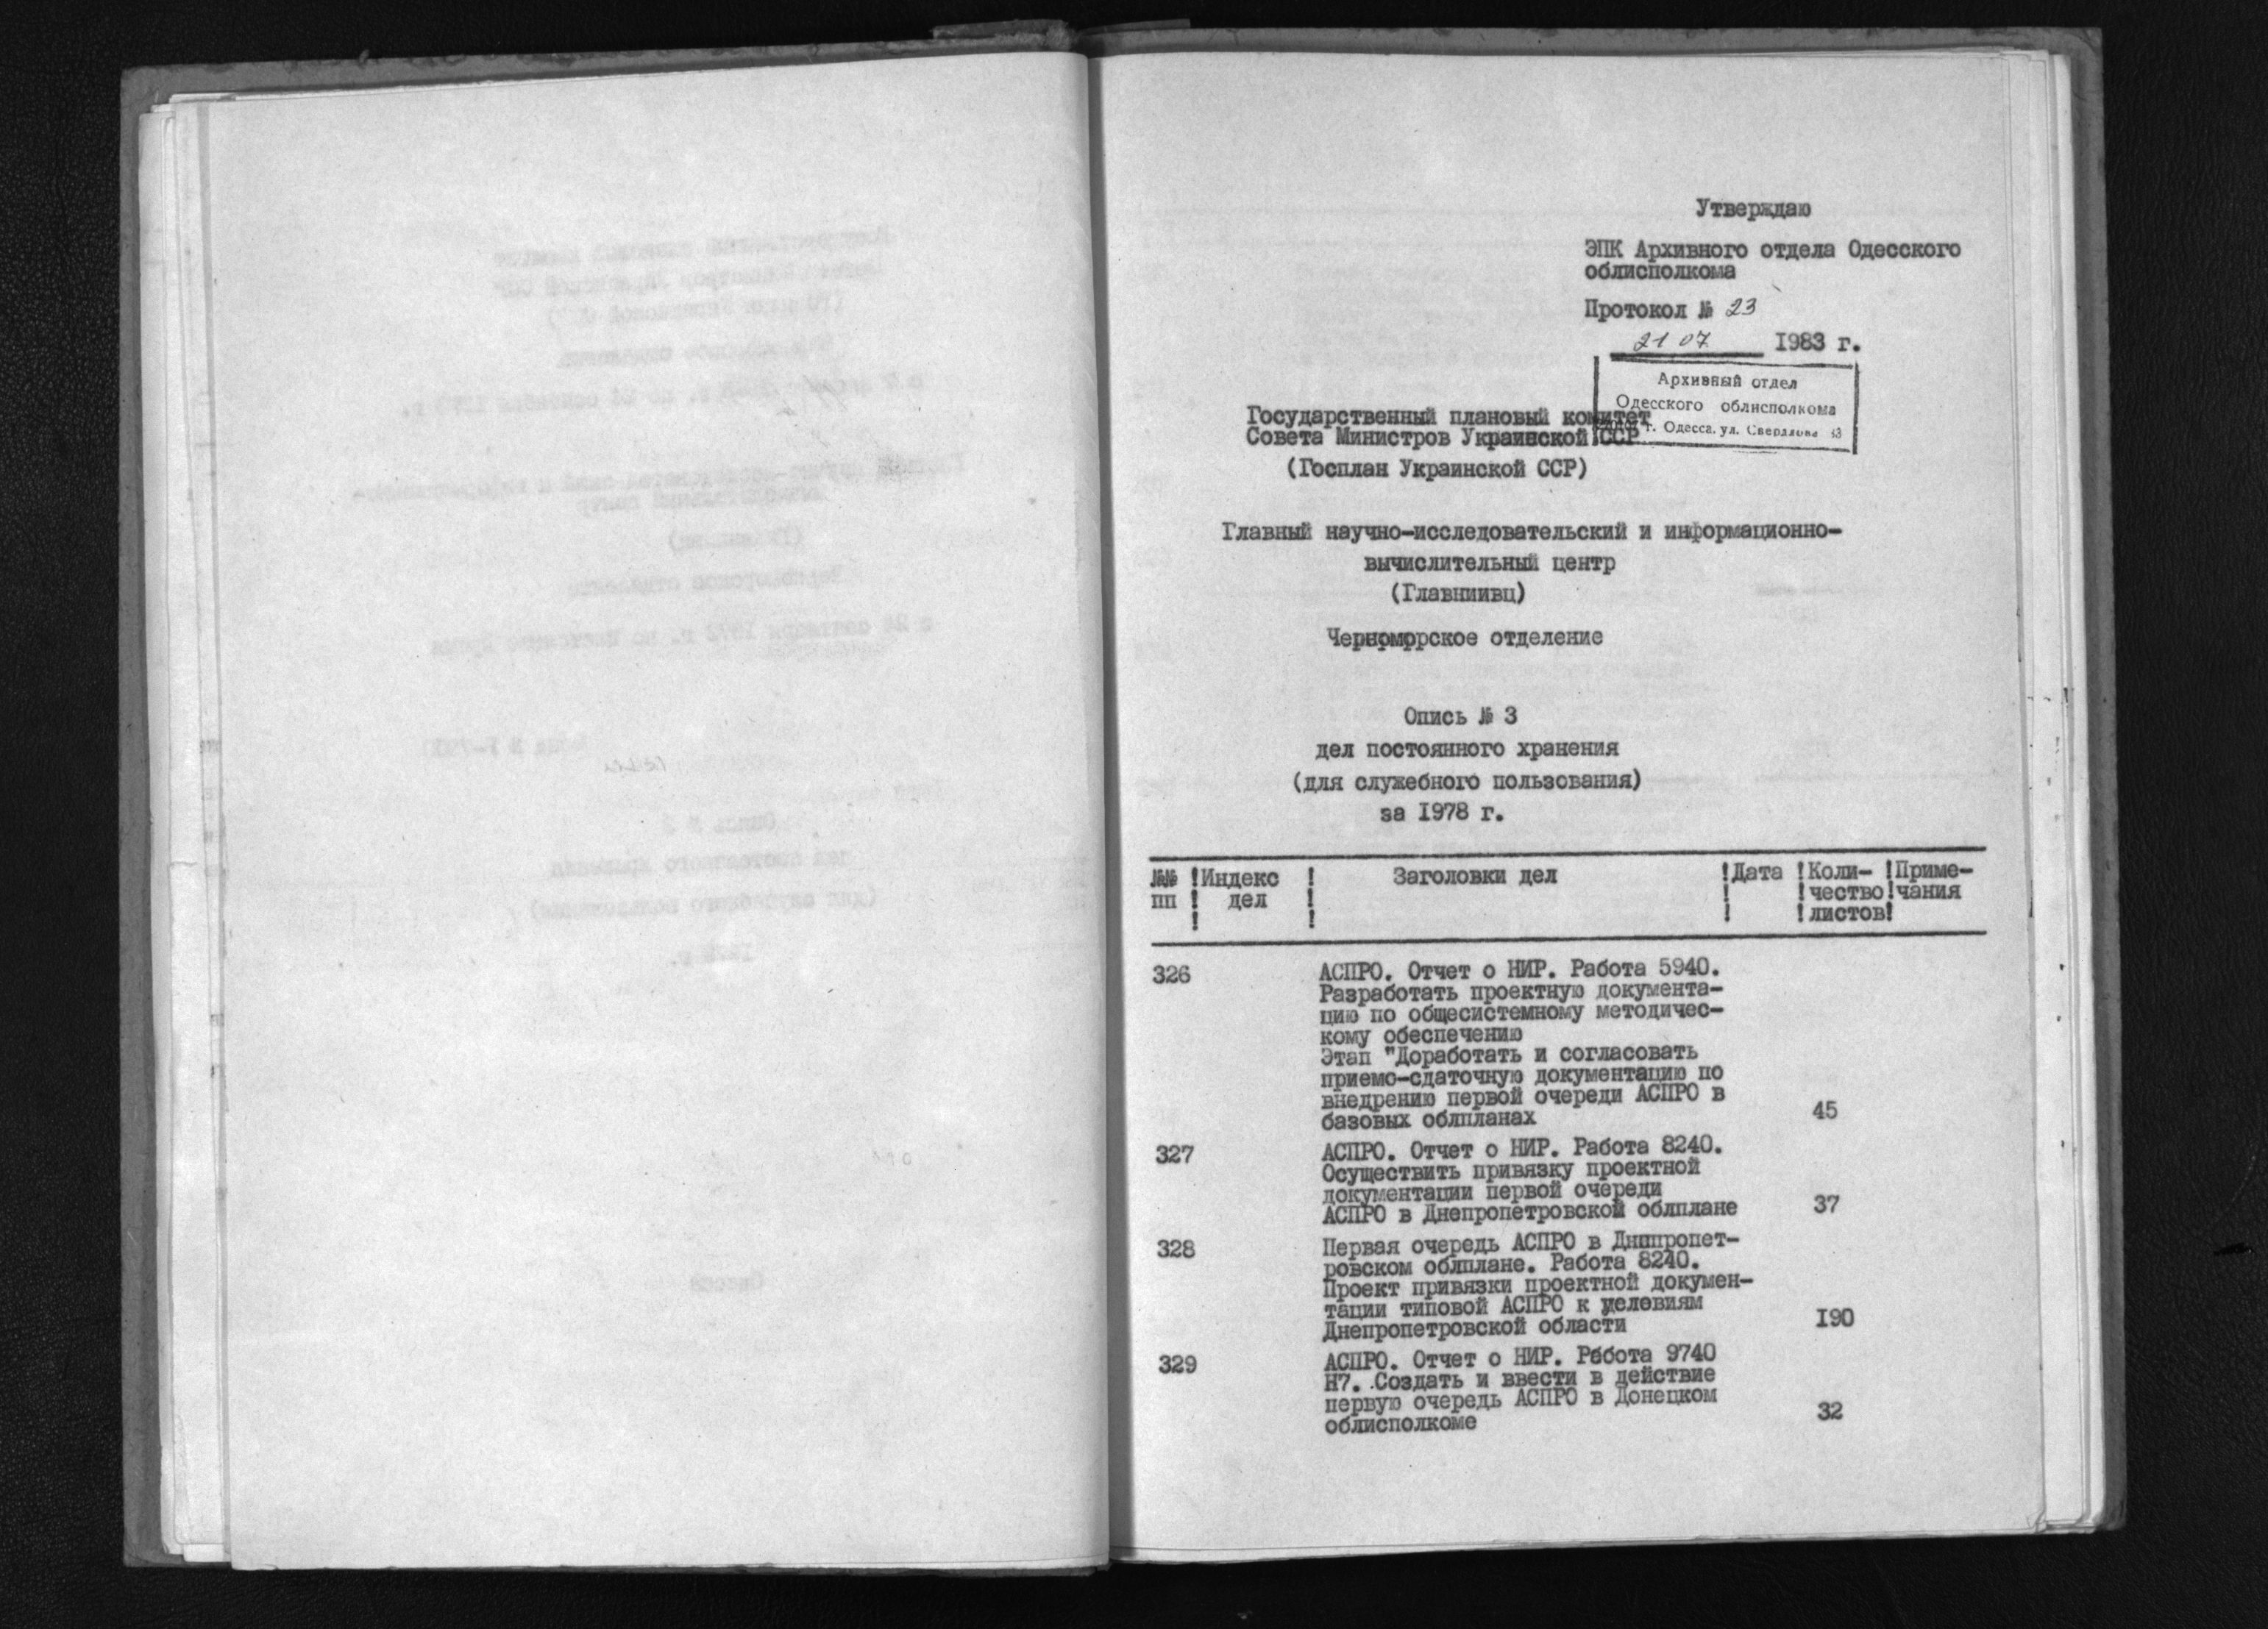 Утверждаю
ЭПК Архивного отдела Одесского
облисполкома
Протокол № 23
21 07 1983 г.
Архивный отдел
Одесского облисполкома
г. Одесса, ул. Свердлова 83
Государственный плановый комитет
Совета Министров Украинской ССР
(Госплан Украинской ССР)
Главный научно-исследовательский и информационно-
вычислительный центр
(Главниивц)
Черноморское отделение
Опись № 3
дел постоянного хранения
(для служебного пользования)
за 1978 г.
№№ !Индекс ! Заголовки дел !Дата !Коли- !Приме-
пп ! дел ! ! !чество!чания
! ! ! !листов!
326 АСПРО. Отчет о НИР. Работа 5940.
Разработать проектную документа-
цию по общесистемному методичес-
кому обеспечению
Этап "Доработать и согласовать
приемо-сдаточную документацию по
внедрению первой очереди АСПРО в
базовых облпланах 45
327 АСПРО. Отчет о НИР. Работа 8240.
Осуществить привязку проектной
документации первой очереди
АСПРО в Днепропетровской облплане 37
328 Первая очередь АСПРО в Днипропет-
ровском облплане. Работа 8240.
Проект привязки проектной докумен-
тации типовой АСПРО к
Днепропетровской области 190
329 АСПРО. Отчет о НИР. Работа 9740
Н7. Создать и ввести в действие
первую очередь АСПРО в Донецком
облисполкоме 32